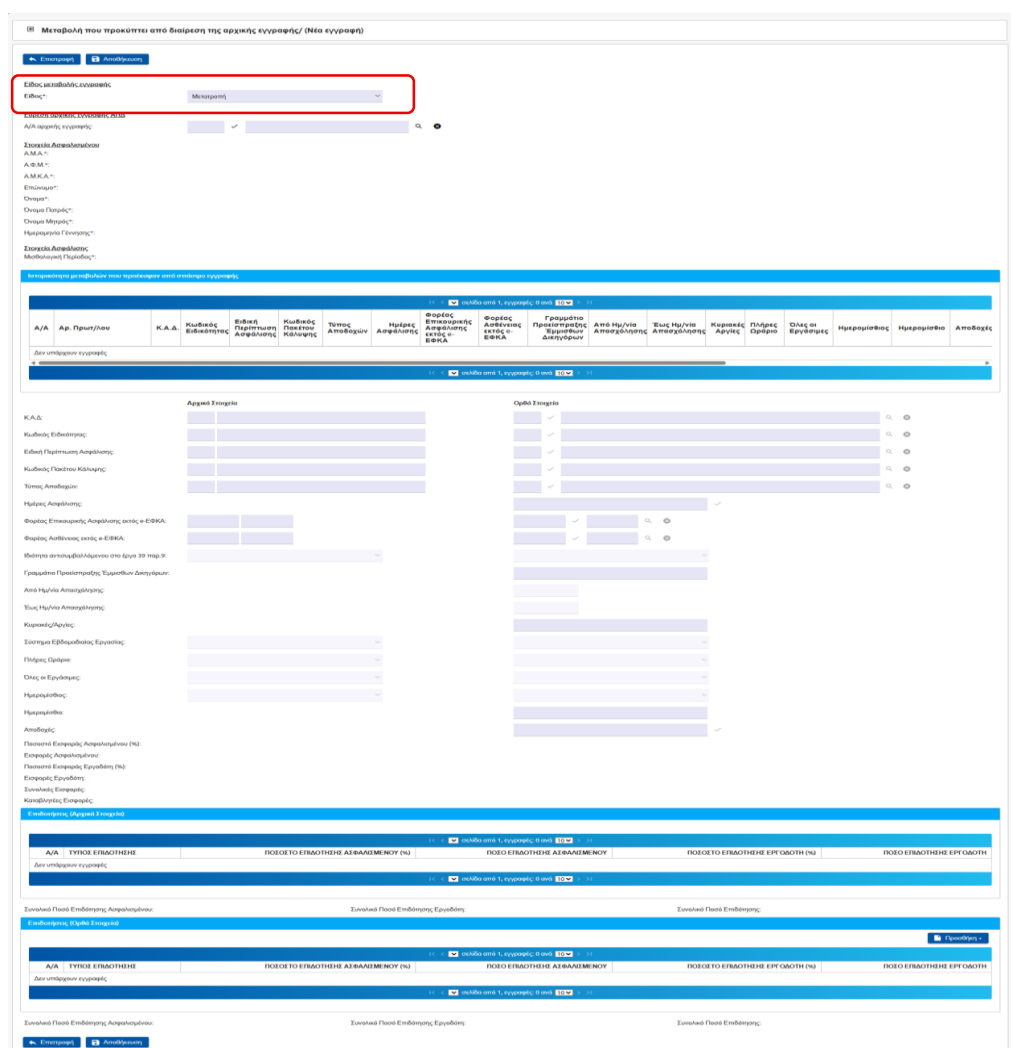 Μεταβολή που προκύπτει από διαίρεση της αρχικής εγγραφής/ (Νέα εγγραφή)
Επιστροφή Αποθήκευση
Είδος μεταβολής εγγραφής
Είδος*: Μετατροπή
Εύρεση αρχικής εγγραφής ΑΠΔ
Α/Α αρχικής εγγραφής:
Στοιχεία Ασφαλισμένου
Α.Μ.Α.*:
Α.Φ.Μ.*:
Α.Μ.Κ.Α.*:
Επώνυμο*:
Όνομα*:
Όνομα Πατρός*:
Όνομα Μητρός*:
Ημερομηνία Γέννησης*:
Στοιχεία Ασφάλισης
Μισθολογική Περίοδος*:
Ιστορικότητα μεταβολών που προέκυψαν από σπάσιμο εγγραφής
σελίδα από 1, εγγραφές: 0 ανά 10
Α/Α Αρ. Πρωτ/λου Κ.Α.Δ. Κωδικός Ειδικότητας Ειδική Περίπτωση Ασφάλισης Κωδικός Πακέτου Κάλυψης Τύπος Αποδοχών Ημέρες Ασφάλισης Φορέας Επικουρικής Ασφάλισης εκτός e-ΕΦΚΑ Φορέας Ασθένειας εκτός e-ΕΦΚΑ Γραμμάτιο Προείσπραξης Έμμισθων Δικηγόρων Από Ημ/νία Απασχόλησης Έως Ημ/νία Απασχόλησης Κυριακές Αργίες Πλήρες Ωράριο Όλες οι Εργάσιμες Ημερομίσθιος Ημερομίσθιο Αποδοχές
Δεν υπάρχουν εγγραφές
σελίδα από 1, εγγραφές: 0 ανά 10
Αρχικά Στοιχεία Ορθά Στοιχεία
Κ.Α.Δ:
Κωδικός Ειδικότητας:
Ειδική Περίπτωση Ασφάλισης:
Κωδικός Πακέτου Κάλυψης:
Τύπος Αποδοχών:
Ημέρες Ασφάλισης:
Φορέας Επικουρικής Ασφάλισης εκτός e-ΕΦΚΑ:
Φορέας Ασθένειας εκτός e-ΕΦΚΑ:
Ιδιότητα αντισυμβαλλόμενου στο έργο 39 παρ.9:
Γραμμάτιο Προείσπραξης Έμμισθων Δικηγόρων:
Από Ημ/νία Απασχόλησης:
Έως Ημ/νία Απασχόλησης:
Κυριακές/Αργίες:
Σύστημα Εβδομαδιαίας Εργασίας:
Πλήρες Ωράριο:
Όλες οι Εργάσιμες:
Ημερομίσθιος:
Ημερομίσθιο:
Αποδοχές:
Ποσοστό Εισφοράς Ασφαλισμένου (%):
Εισφορές Ασφαλισμένου:
Ποσοστό Εισφοράς Εργοδότη (%):
Εισφορές Εργοδότη:
Συνολικές Εισφορές:
Καταβλητέες Εισφορές:
Επιδοτήσεις (Αρχικά Στοιχεία)
σελίδα από 1, εγγραφές: 0 ανά 10
Α/Α ΤΥΠΟΣ ΕΠΙΔΟΤΗΣΗΣ ΠΟΣΟΣΤΟ ΕΠΙΔΟΤΗΣΗΣ ΑΣΦΑΛΙΣΜΕΝΟΥ (%) ΠΟΣΟ ΕΠΙΔΟΤΗΣΗΣ ΑΣΦΑΛΙΣΜΕΝΟΥ ΠΟΣΟΣΤΟ ΕΠΙΔΟΤΗΣΗΣ ΕΡΓΟΔΟΤΗ (%) ΠΟΣΟ ΕΠΙΔΟΤΗΣΗΣ ΕΡΓΟΔΟΤΗ
Δεν υπάρχουν εγγραφές
σελίδα από 1, εγγραφές: 0 ανά 10
Συνολικό Ποσό Επιδότησης Ασφαλισμένου: Συνολικό Ποσό Επιδότησης Εργοδότη: Συνολικό Ποσό Επιδότησης:
Επιδοτήσεις (Ορθά Στοιχεία)
Προσθήκη +
σελίδα από 1, εγγραφές: 0 ανά 10
Α/Α ΤΥΠΟΣ ΕΠΙΔΟΤΗΣΗΣ ΠΟΣΟΣΤΟ ΕΠΙΔΟΤΗΣΗΣ ΑΣΦΑΛΙΣΜΕΝΟΥ (%) ΠΟΣΟ ΕΠΙΔΟΤΗΣΗΣ ΑΣΦΑΛΙΣΜΕΝΟΥ ΠΟΣΟΣΤΟ ΕΠΙΔΟΤΗΣΗΣ ΕΡΓΟΔΟΤΗ (%) ΠΟΣΟ ΕΠΙΔΟΤΗΣΗΣ ΕΡΓΟΔΟΤΗ
Δεν υπάρχουν εγγραφές
σελίδα από 1, εγγραφές: 0 ανά 10
Συνολικό Ποσό Επιδότησης Ασφαλισμένου: Συνολικό Ποσό Επιδότησης Εργοδότη: Συνολικό Ποσό Επιδότησης:
Επιστροφή Αποθήκευση